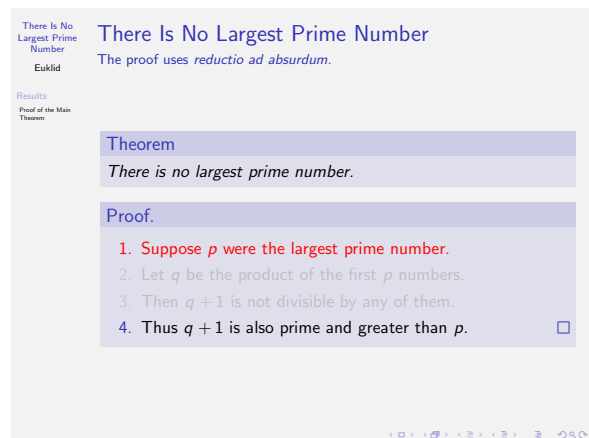 There Is No
Largest Prime
Number
Euklid
Results
Proof of the Main
Theorem
There Is No Largest Prime Number
The proof uses reductio ad absurdum.
Theorem
There is no largest prime number.
Proof.
1. Suppose p were the largest prime number.
2. Let q be the product of the first p numbers.
3. Then q + 1 is not divisible by any of them.
4. Thus q + 1 is also prime and greater than p. □